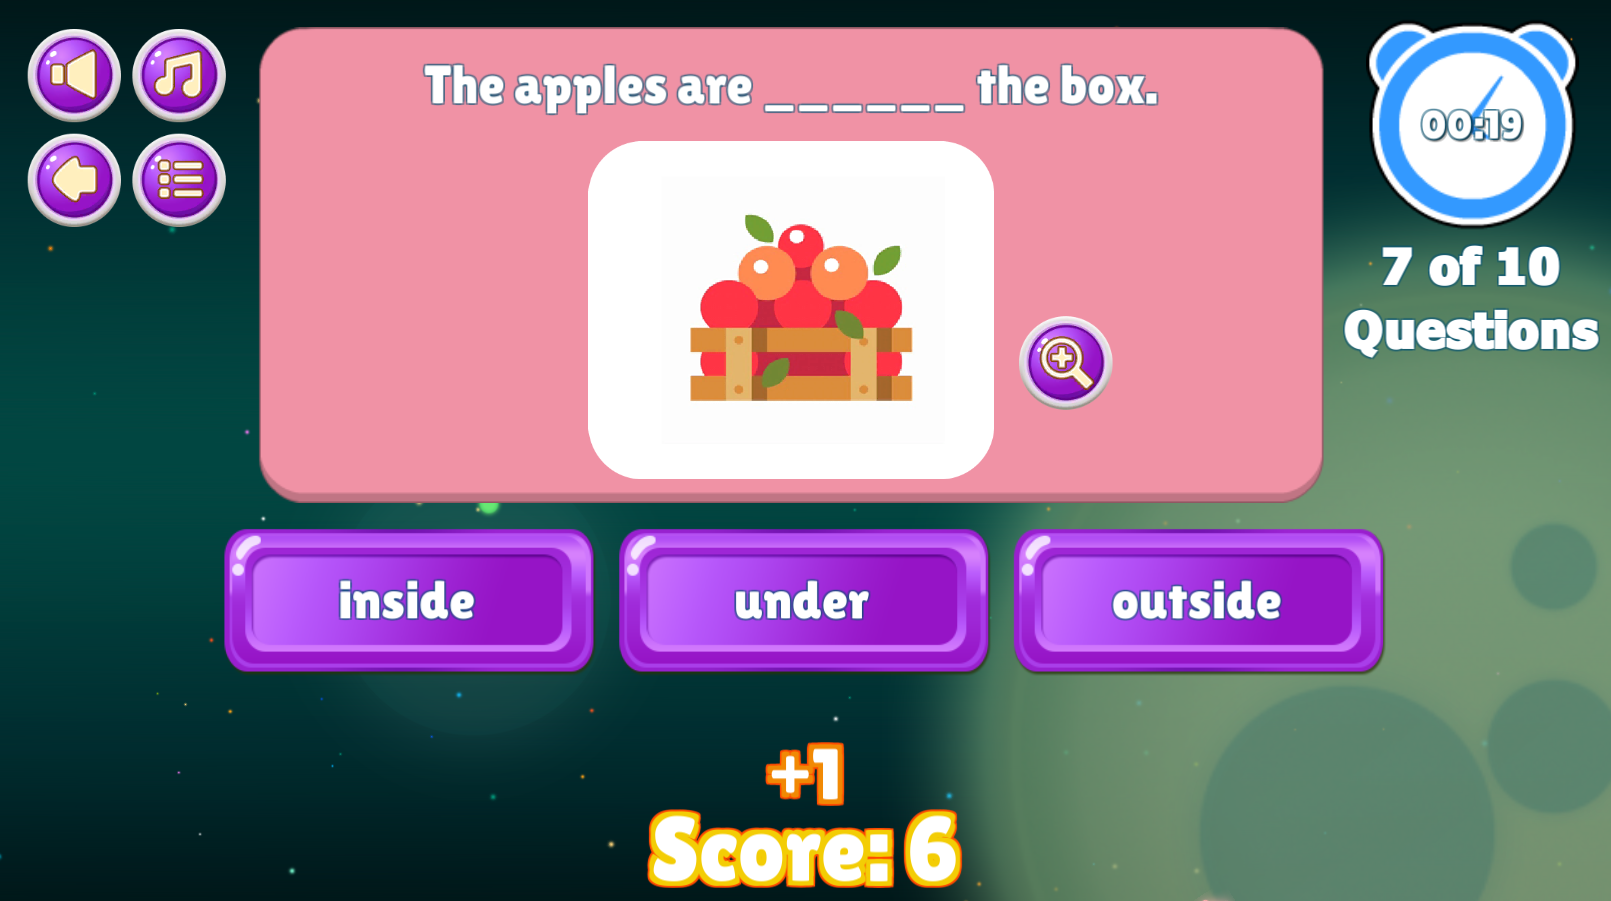 The apples are ______ the box.
00:19
7 of 10
Questions
inside
under
outside
+1
Score: 6